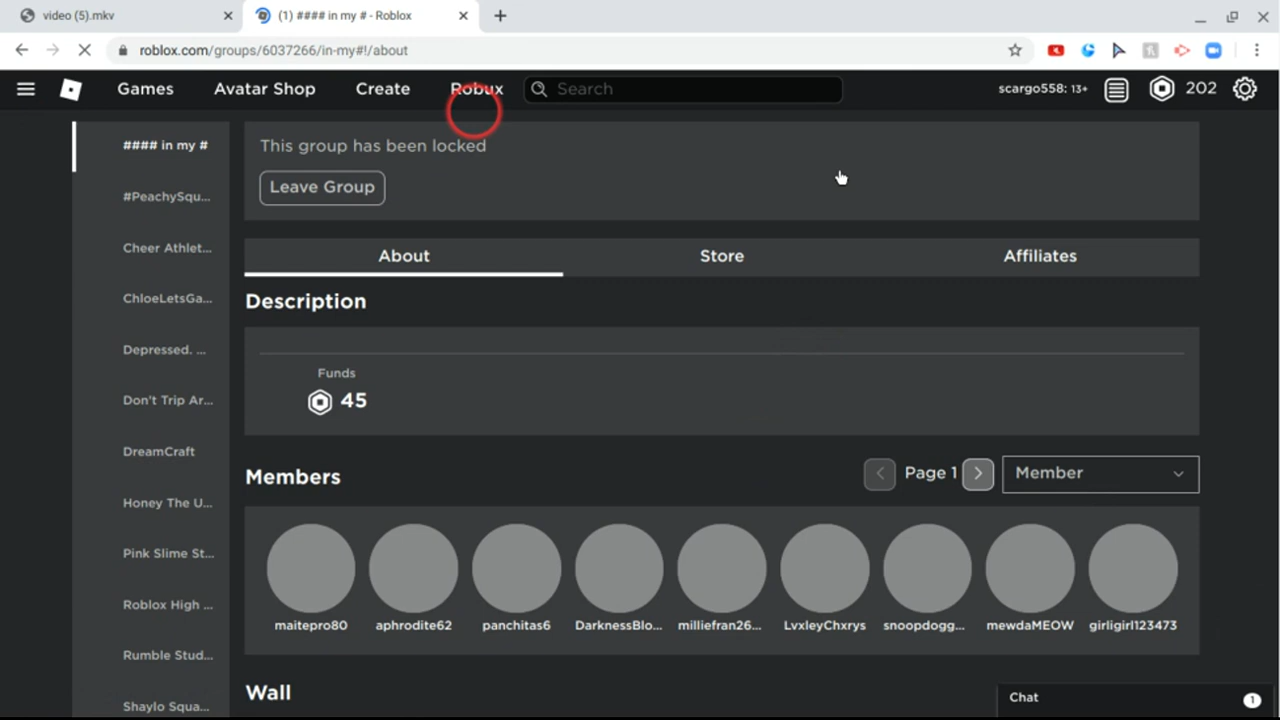 video (5).mkv
(1) #### in my # - Roblox
roblox.com/groups/6037266/in-my#!/about
Games
Avatar Shop
Create
Robux
Search
scargo558: 13+
202
#### in my #
#PeachySqu...
Cheer Athlet...
ChloeLetsGa...
Depressed. ...
Don't Trip Ar...
DreamCraft
Honey The U...
Pink Slime St...
Roblox High ...
Rumble Stud...
Shaylo Squa...
This group has been locked
Leave Group
About
Store
Affiliates
Description
Funds
45
Members
Page 1
Member
maitepro80
aphrodite62
panchitas6
DarknessBlo...
milliefran26...
LvxleyChxrys
snoopdogg...
mewdaMEOW
girligirl123473
Wall
Chat
1